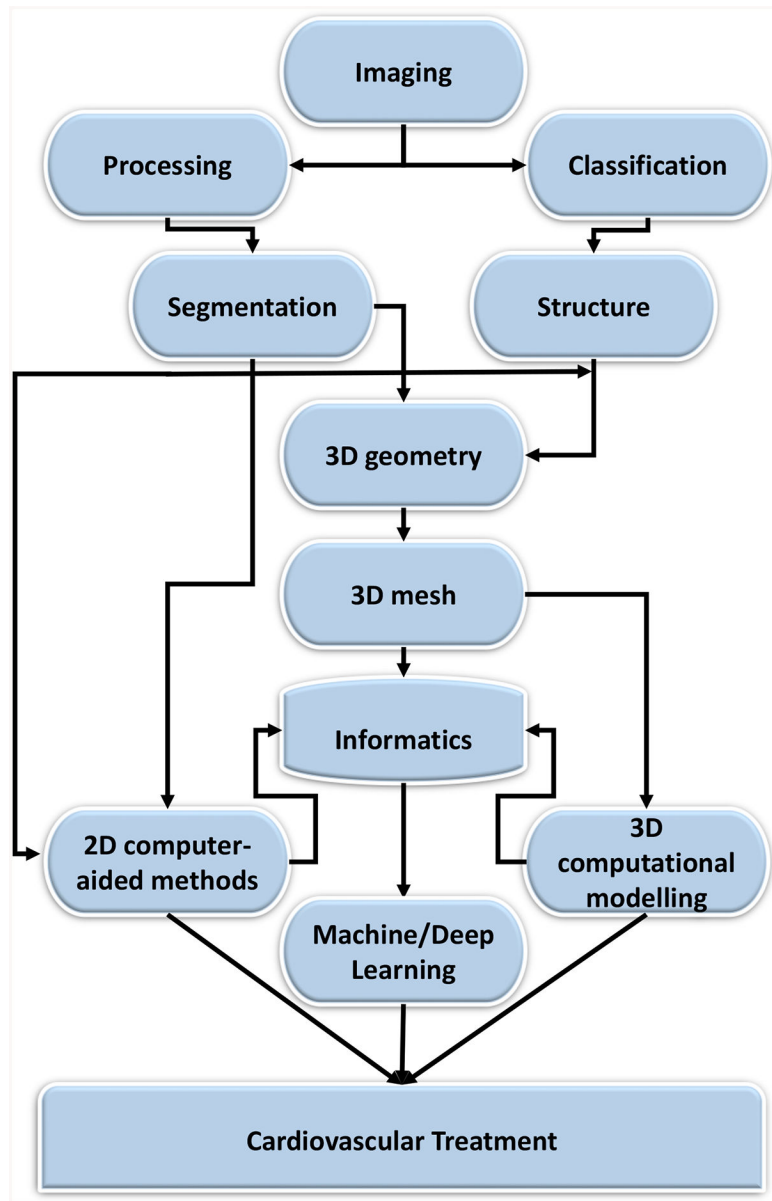 Imaging
Processing
Classification
Segmentation
Structure
3D geometry
3D mesh
Informatics
2D computer-
aided methods
3D
computational
modelling
Machine/Deep
Learning
Cardiovascular Treatment